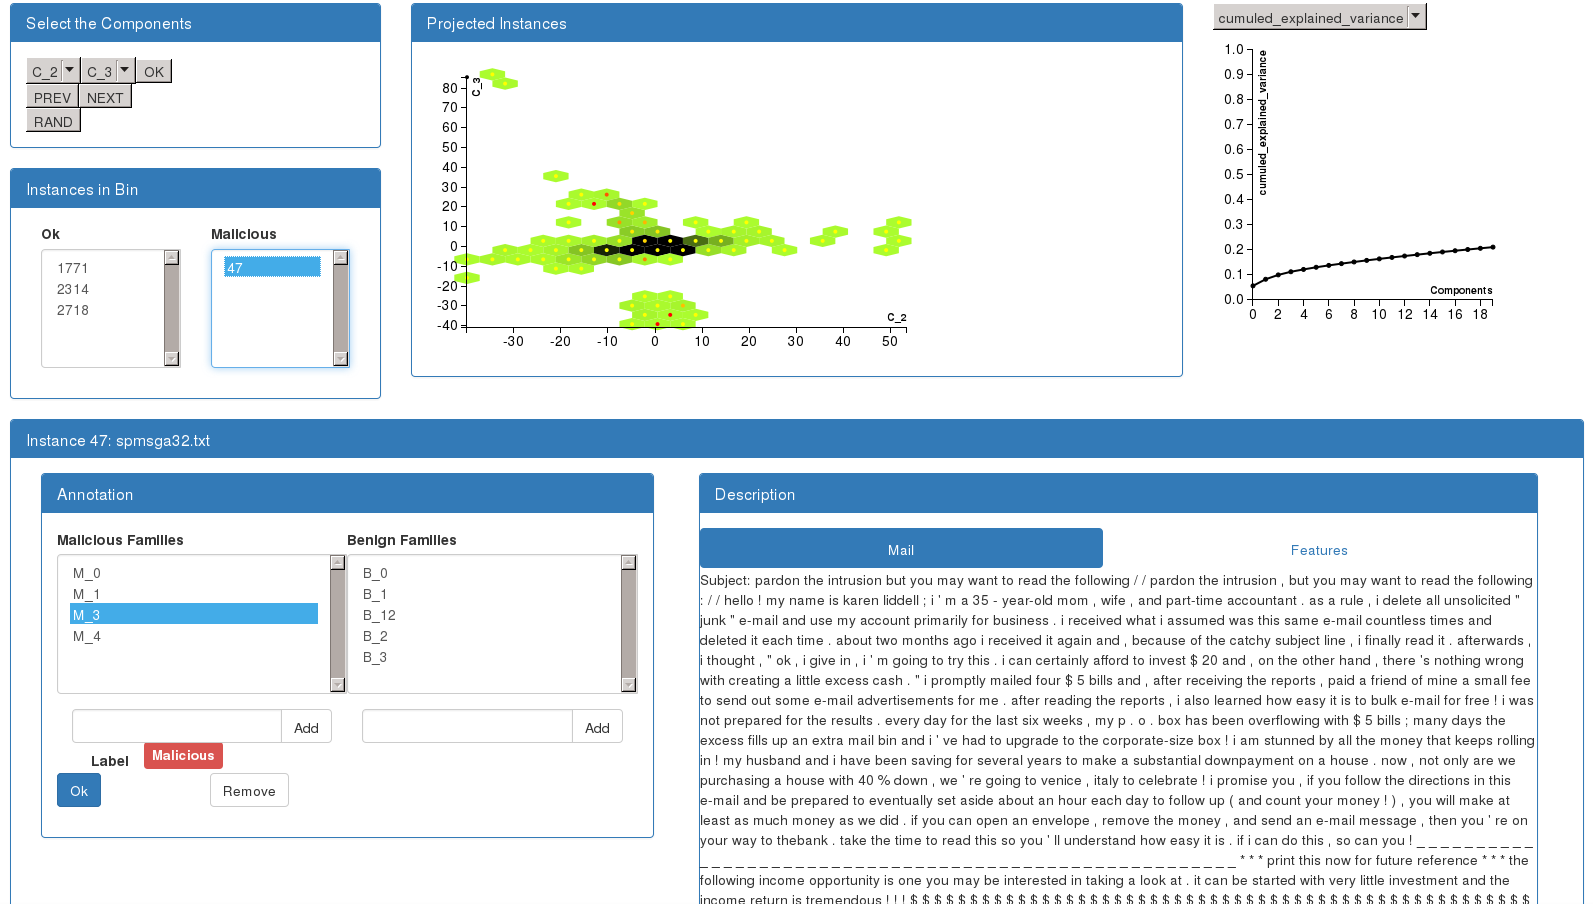 Select the Components
C_2 C_3 OK
PREV NEXT
RAND
Instances in Bin
Ok
1771
2314
2718
Malicious
47
Projected Instances
C_3
80
70
60
50
40
30
20
10
0
-10
-20
-30
-40
C_2
-30 -20 -10 0 10 20 30 40 50
cumuled_explained_variance
1.0
0.9
0.8
0.7
0.6
0.5
0.4
0.3
0.2
0.1
0.0
cumuled_explained_variance
Components
0 2 4 6 8 10 12 14 16 18
Instance 47: spmsga32.txt
Annotation
Malicious Families
M_0
M_1
M_3
M_4
Add
Benign Families
B_0
B_1
B_12
B_2
B_3
Add
Label Malicious
Ok Remove
Description
Mail Features
Subject: pardon the intrusion but you may want to read the following / / pardon the intrusion , but you may want to read the following
: / / hello ! my name is karen liddell ; i ' m a 35 - year-old mom , wife , and part-time accountant . as a rule , i delete all unsolicited "
junk " e-mail and use my account primarily for business . i received what i assumed was this same e-mail countless times and
deleted it each time . about two months ago i received it again and , because of the catchy subject line , i finally read it . afterwards ,
i thought , " ok , i give in , i ' m going to try this . i can certainly afford to invest $ 20 and , on the other hand , there 's nothing wrong
with creating a little excess cash . " i promptly mailed four $ 5 bills and , after receiving the reports , paid a friend of mine a small fee
to send out some e-mail advertisements for me . after reading the reports , i also learned how easy it is to bulk e-mail for free ! i was
not prepared for the results . every day for the last six weeks , my p . o . box has been overflowing with $ 5 bills ; many days the
excess fills up an extra mail bin and i ' ve had to upgrade to the corporate-size box ! i am stunned by all the money that keeps rolling
in ! my husband and i have been saving for several years to make a substantial downpayment on a house . now , not only are we
purchasing a house with 40 % down , we ' re going to venice , italy to celebrate ! i promise you , if you follow the directions in this
e-mail and be prepared to eventually set aside about an hour each day to follow up ( and count your money ! ) , you will make at
least as much money as we did . if you can open an envelope , remove the money , and send an e-mail message , then you ' re on
your way to thebank . take the time to read this so you ' ll understand how easy it is . if i can do this , so can you ! _ _ _ _ _ _ _ _ _ _
_ _ _ _ _ _ _ _ _ _ _ _ _ _ _ _ _ _ _ _ _ _ _ _ _ _ _ _ _ _ _ _ _ _ _ _ _ _ _ _ _ _ _ _ _ * * * print this now for future reference * * * the
following income opportunity is one you may be interested in taking a look at . it can be started with very little investment and the
income return is tremendous ! ! ! $ $ $ $ $ $ $ $ $ $ $ $ $ $ $ $ $ $ $ $ $ $ $ $ $ $ $ $ $ $ $ $ $ $ $ $ $ $ $ $ $ $ $ $ $ $ $ $ $ $ $ $